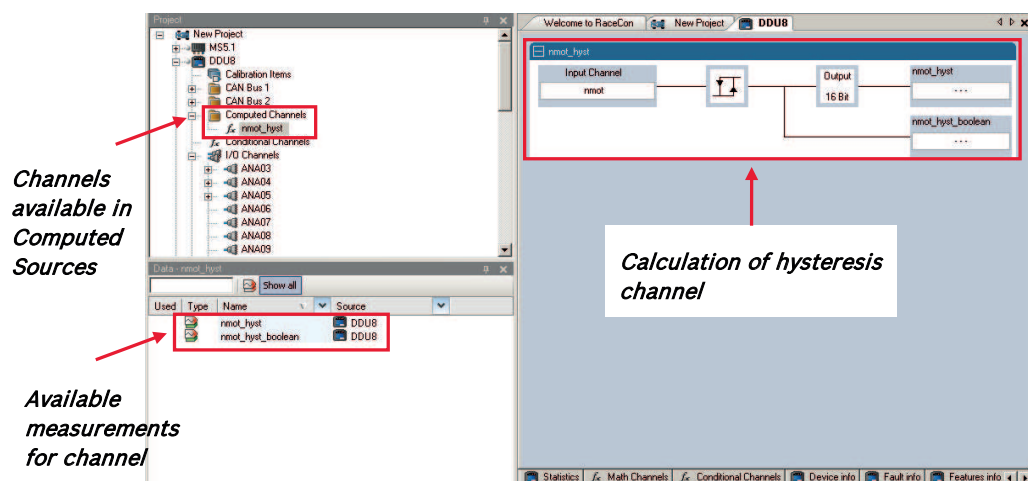 Project
New Project
MS5.1
DDU8
Calibration Items
CAN Bus 1
CAN Bus 2
Computed Channels
fx nmot_hyst
fx Conditional Channels
I/O Channels
ANA03
ANA04
ANA05
ANA06
ANA07
ANA08
ANA09
Channels
available in
Computed
Sources
Data - nmot_hyst
Show all
Used Type Name Source
nmot_hyst DDU8
nmot_hyst_boolean DDU8
Available
measurements
for channel
Welcome to RaceCon New Project DDU8
nmot_hyst
Input Channel
nmot
Output
16 Bit
nmot_hyst
...
nmot_hyst_boolean
...
Calculation of hysteresis
channel
Statistics fx Math Channels fx Conditional Channels Device info Fault info Features info